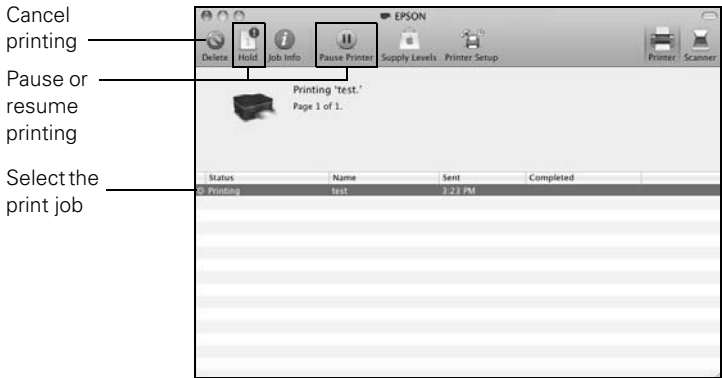 Cancel
printing
Pause or
resume
printing
Select the
print job
EPSON
Delete Hold Job Info Pause Printer Supply Levels Printer Setup Printer Scanner
Printing 'test.'
Page 1 of 1.
Status Name Sent Completed
Printing test 3:23 PM